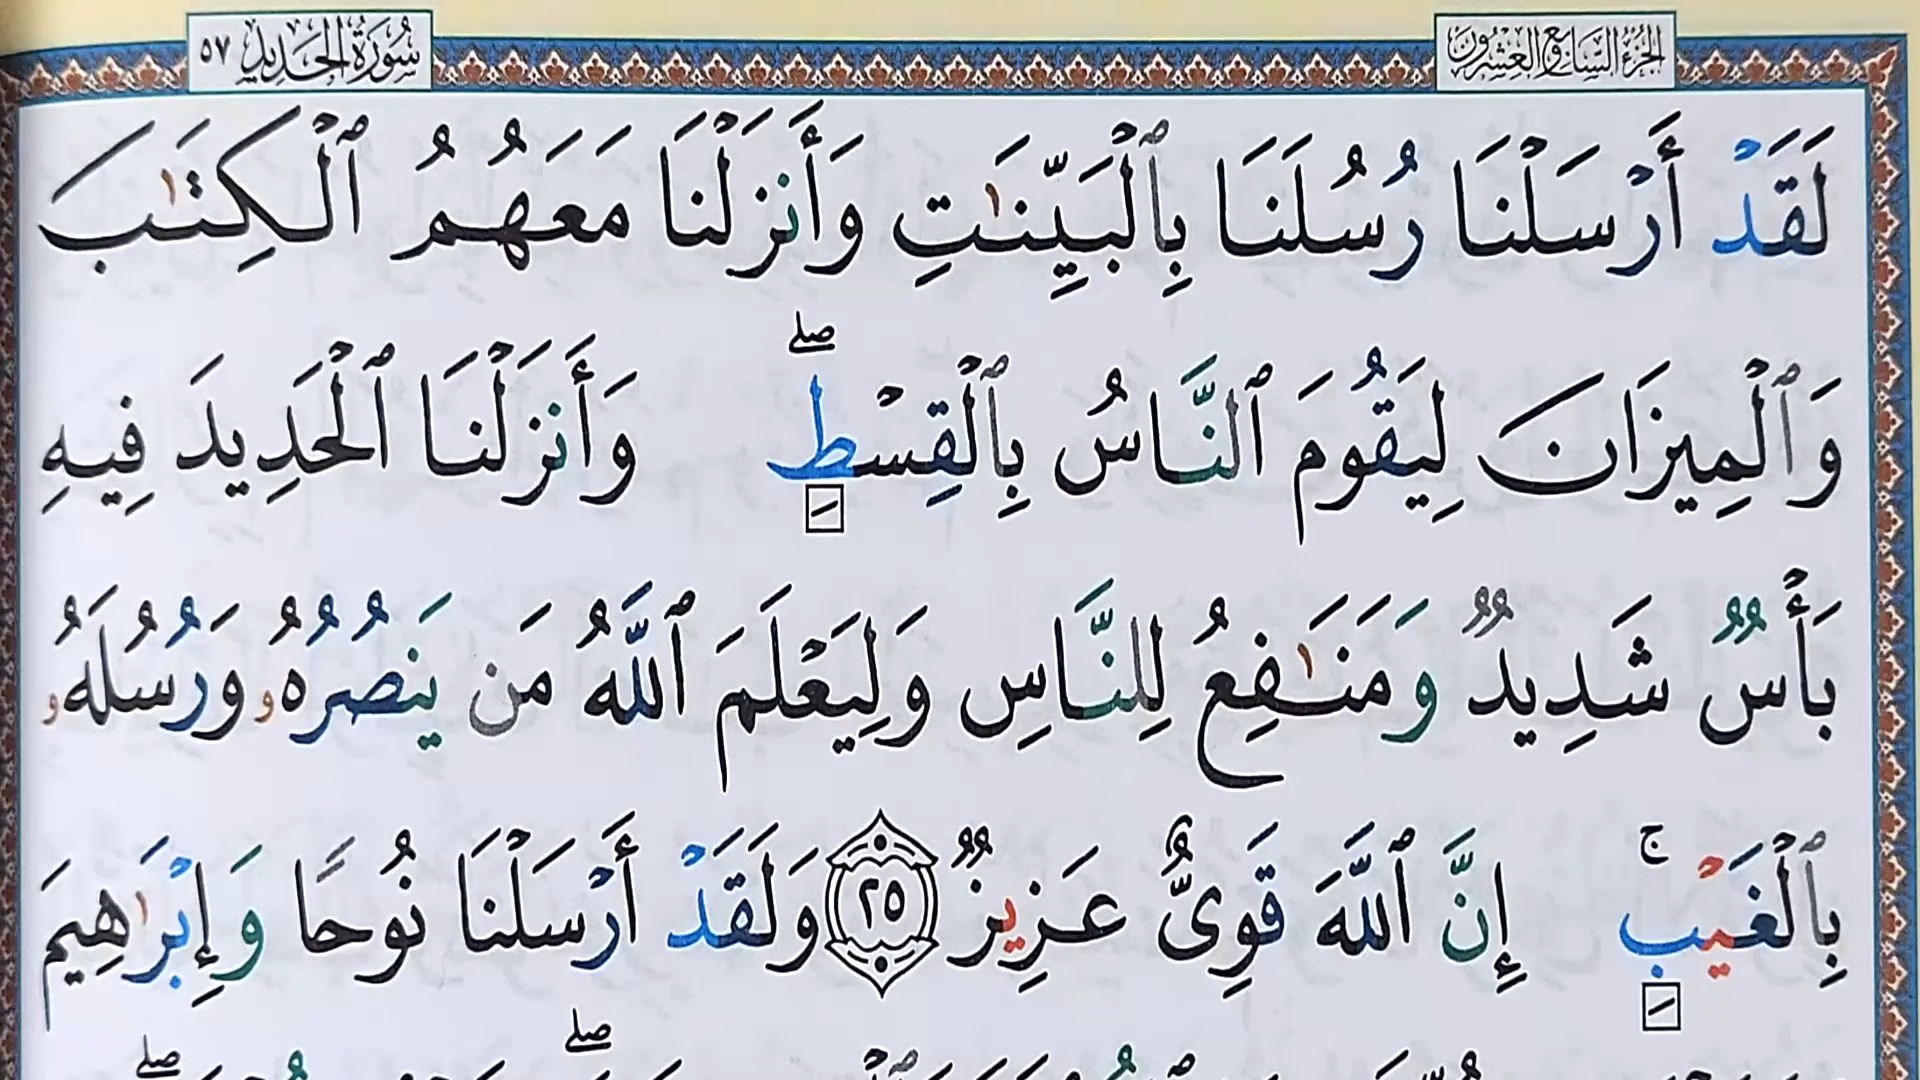 الجزء السابع والعشرون
سورة الحديد ٥٧
لَقَدْ أَرْسَلْنَا رُسُلَنَا بِٱلْبَيِّنَٰتِ وَأَنزَلْنَا مَعَهُمُ ٱلْكِتَٰبَ
وَٱلْمِيزَانَ لِيَقُومَ ٱلنَّاسُ بِٱلْقِسْطِۖ وَأَنزَلْنَا ٱلْحَدِيدَ فِيهِ
بَأْسٌ شَدِيدٌ وَمَنَٰفِعُ لِلنَّاسِ وَلِيَعْلَمَ ٱللَّهُ مَن يَنصُرُهُۥ وَرُسُلَهُۥ
بِٱلْغَيْبِۚ إِنَّ ٱللَّهَ قَوِىٌّ عَزِيزٌ ٢٥ وَلَقَدْ أَرْسَلْنَا نُوحًا وَإِبْرَٰهِيمَ